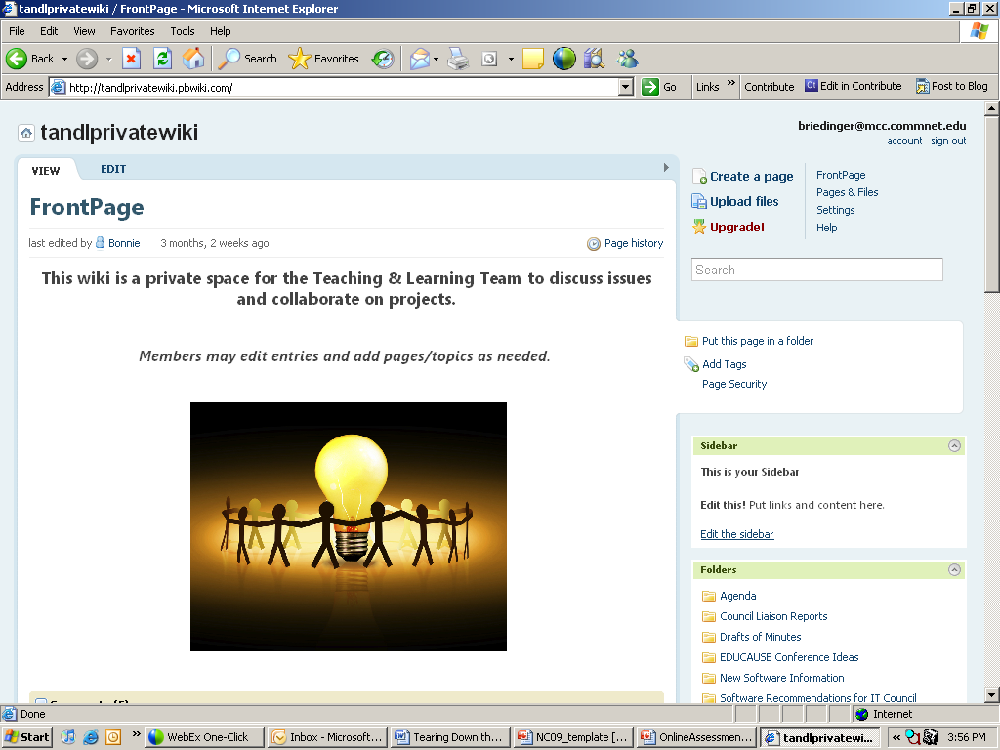 tandlprivatewiki / FrontPage - Microsoft Internet Explorer
File Edit View Favorites Tools Help
Back Search Favorites
Address http://tandlprivatewiki.pbwiki.com/ Go Links » Contribute Ct Edit in Contribute Post to Blog
tandlprivatewiki
briedinger@mcc.commnet.edu
account sign out
VIEW EDIT
FrontPage
last edited by Bonnie 3 months, 2 weeks ago Page history
This wiki is a private space for the Teaching & Learning Team to discuss issues
and collaborate on projects.
Members may edit entries and add pages/topics as needed.
Create a page
Upload files
Upgrade!
FrontPage
Pages & Files
Settings
Help
Search
Put this page in a folder
Add Tags
Page Security
Sidebar
This is your Sidebar
Edit this! Put links and content here.
Edit the sidebar
Folders
Agenda
Council Liaison Reports
Drafts of Minutes
EDUCAUSE Conference Ideas
New Software Information
Software Recommendations for IT Council
Done Internet
Start » WebEx One-Click Inbox - Microsoft... Tearing Down th... NC09_template [... OnlineAssessmen... tandlprivatewi... « 3:56 PM